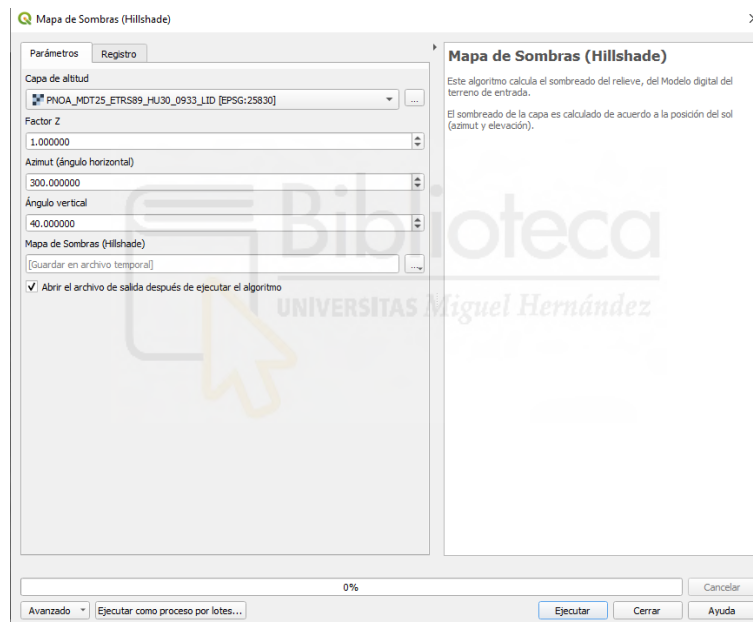 Mapa de Sombras (Hillshade)
Parámetros
Registro
Capa de altitud
PNOA_MDT25_ETRS89_HU30_0933_LID [EPSG:25830]
...
Factor Z
1.000000
Azimut (ángulo horizontal)
300.000000
Ángulo vertical
40.000000
Mapa de Sombras (Hillshade)
[Guardar en archivo temporal]
...
Abrir el archivo de salida después de ejecutar el algoritmo
Mapa de Sombras (Hillshade)
Este algoritmo calcula el sombreado del relieve, del Modelo digital del
terreno de entrada.
El sombreado de la capa es calculado de acuerdo a la posición del sol
(azimut y elevación).
Biblioteca
UNIVERSITAS Miguel Hernández
0%
Cancelar
Avanzado
Ejecutar como proceso por lotes...
Ejecutar
Cerrar
Ayuda